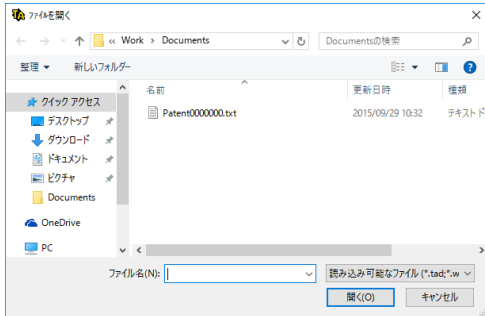 ファイルを開く
« Work > Documents
Documentsの検索
整理 新しいフォルダー
名前 更新日時 種類
クイック アクセス
デスクトップ
ダウンロード
ドキュメント
ピクチャ
Documents
OneDrive
PC
Patent0000000.txt 2015/09/29 10:32 テキスト ド
ファイル名(N):
読み込み可能なファイル (*.tad;*.w
開く(O) キャンセル